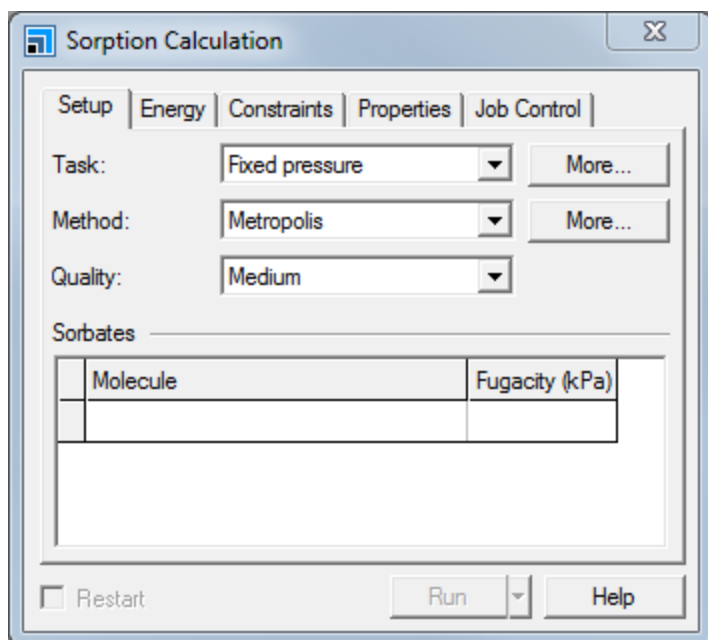 Sorption Calculation
Setup Energy Constraints Properties Job Control
Task: Fixed pressure More...
Method: Metropolis More...
Quality: Medium
Sorbates
Molecule Fugacity (kPa)
Restart Run Help